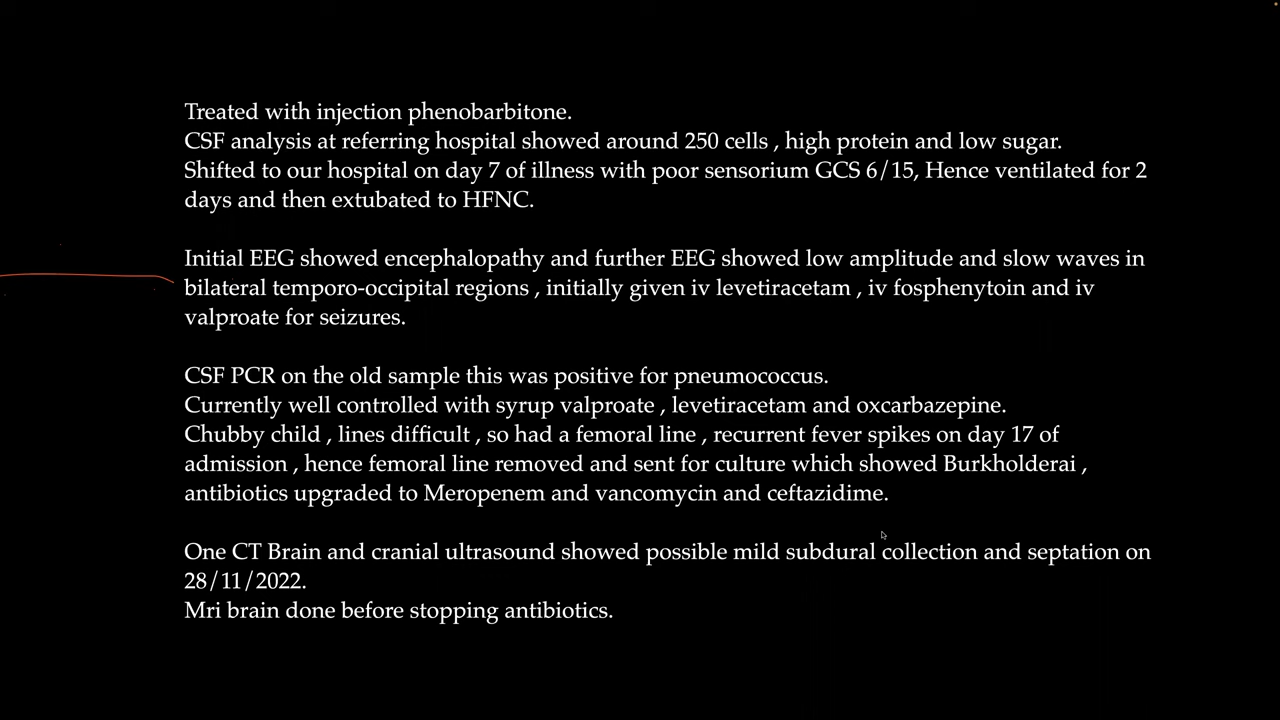 Treated with injection phenobarbitone.
CSF analysis at referring hospital showed around 250 cells , high protein and low sugar.
Shifted to our hospital on day 7 of illness with poor sensorium GCS 6/15, Hence ventilated for 2
days and then extubated to HFNC.
Initial EEG showed encephalopathy and further EEG showed low amplitude and slow waves in
bilateral temporo-occipital regions , initially given iv levetiracetam , iv fosphenytoin and iv
valproate for seizures.
CSF PCR on the old sample this was positive for pneumococcus.
Currently well controlled with syrup valproate , levetiracetam and oxcarbazepine.
Chubby child , lines difficult , so had a femoral line , recurrent fever spikes on day 17 of
admission , hence femoral line removed and sent for culture which showed Burkholderai ,
antibiotics upgraded to Meropenem and vancomycin and ceftazidime.
One CT Brain and cranial ultrasound showed possible mild subdural collection and septation on
28/11/2022.
Mri brain done before stopping antibiotics.